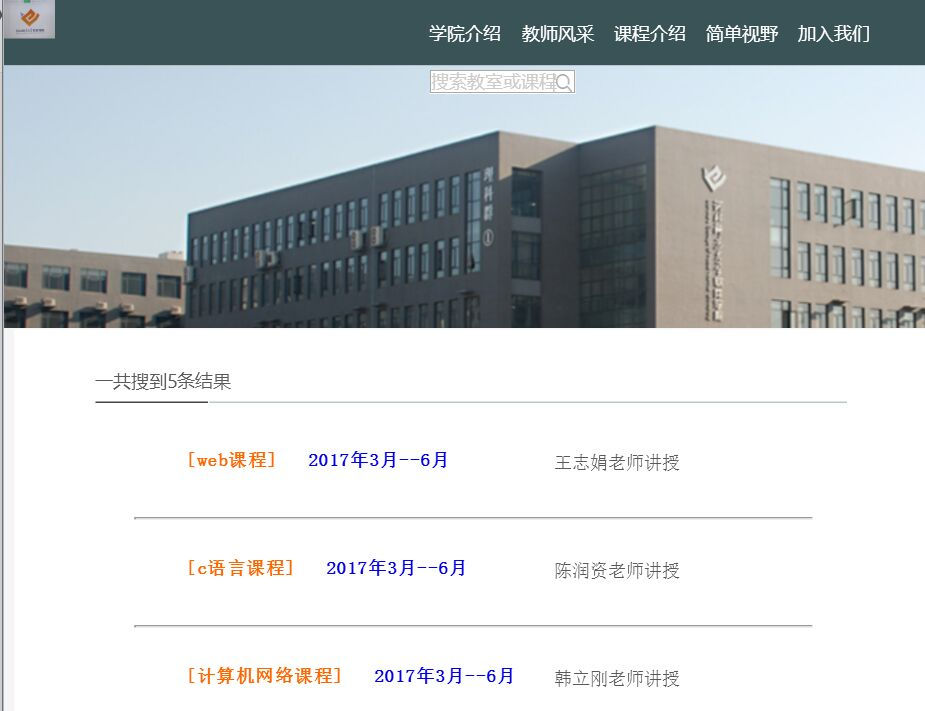 学院介绍 教师风采 课程介绍 简单视野 加入我们
搜索教室或课程
理科群①
一共搜到5条结果
[web课程] 2017年3月--6月 王志娟老师讲授
[c语言课程] 2017年3月--6月 陈润资老师讲授
[计算机网络课程] 2017年3月--6月 韩立刚老师讲授